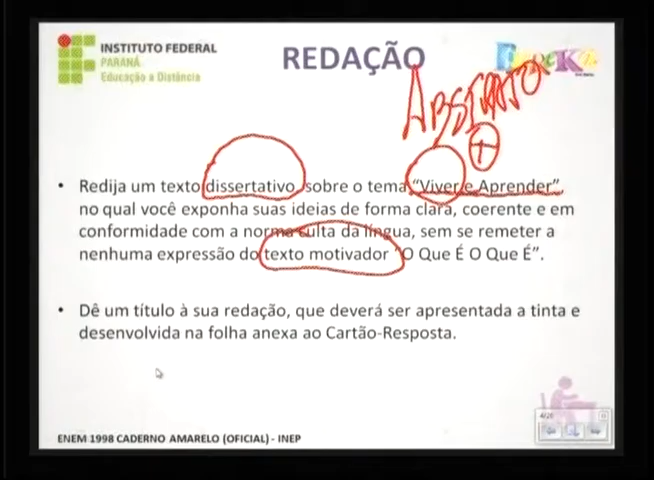 INSTITUTO FEDERAL
PARANÁ
Educação a Distância
REDAÇÃO
ABSTRATO
+
• Redija um texto dissertativo sobre o tema “Viver e Aprender”
no qual você exponha suas ideias de forma clara, coerente e em
conformidade com a norma culta da língua, sem se remeter a
nenhuma expressão do texto motivador “O Que É O Que É”.
• Dê um título à sua redação, que deverá ser apresentada a tinta e
desenvolvida na folha anexa ao Cartão-Resposta.
ENEM 1998 CADERNO AMARELO (OFICIAL) - INEP